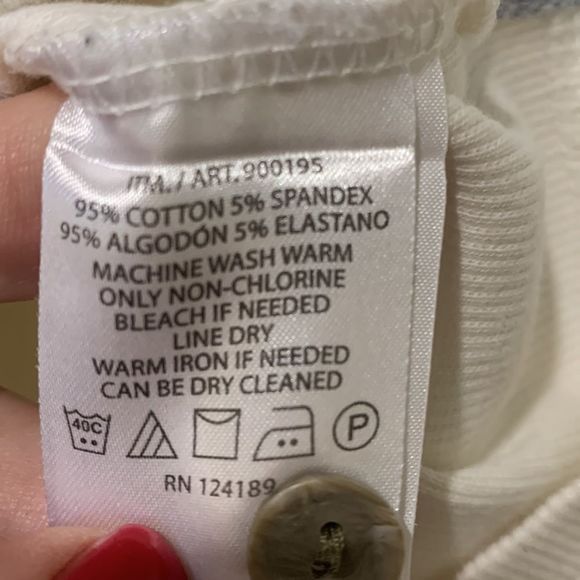 ITM. / ART. 900195
95% COTTON 5% SPANDEX
95% ALGODÓN 5% ELASTANO
MACHINE WASH WARM
ONLY NON-CHLORINE
BLEACH IF NEEDED
LINE DRY
WARM IRON IF NEEDED
CAN BE DRY CLEANED
40C P
RN 124189